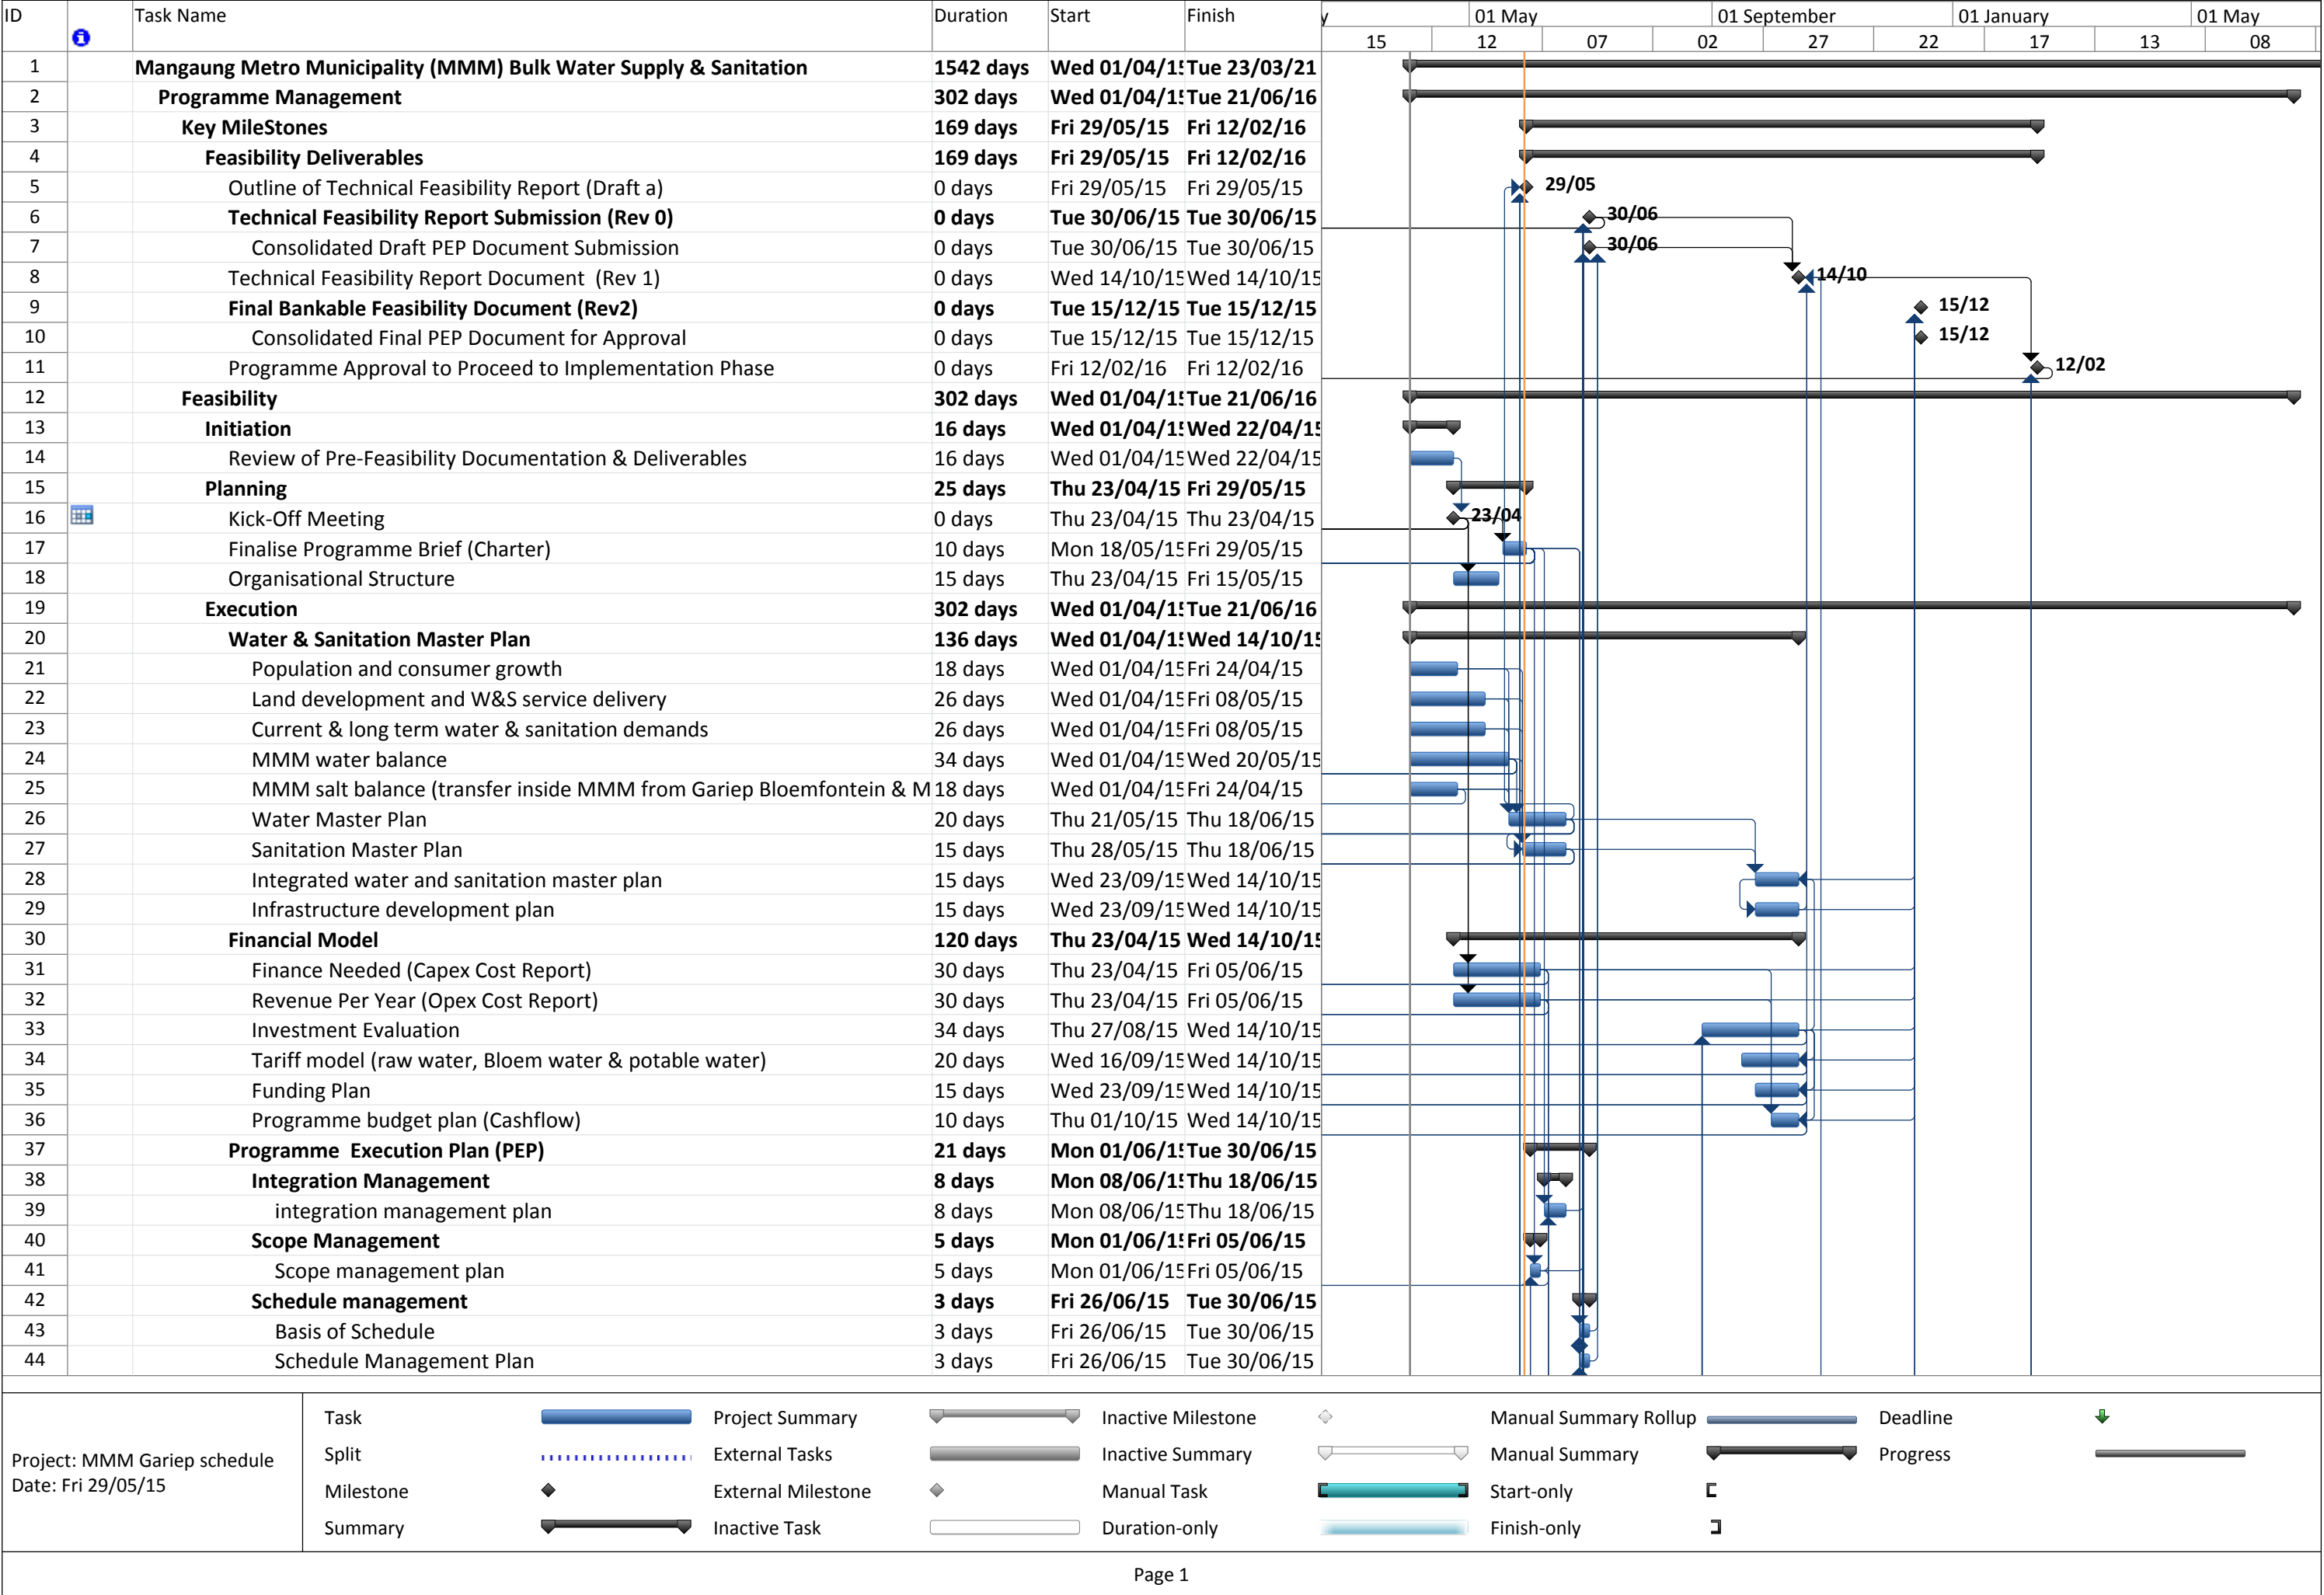 ID Task Name Duration Start Finish 01 May 01 September 01 January 01 May
15 12 07 02 27 22 17 13 08
1 Mangaung Metro Municipality (MMM) Bulk Water Supply & Sanitation 1542 days Wed 01/04/15 Tue 23/03/21
2 Programme Management 302 days Wed 01/04/15 Tue 21/06/16
3 Key MileStones 169 days Fri 29/05/15 Fri 12/02/16
4 Feasibility Deliverables 169 days Fri 29/05/15 Fri 12/02/16
5 Outline of Technical Feasibility Report (Draft a) 0 days Fri 29/05/15 Fri 29/05/15 29/05
6 Technical Feasibility Report Submission (Rev 0) 0 days Tue 30/06/15 Tue 30/06/15 30/06
7 Consolidated Draft PEP Document Submission 0 days Tue 30/06/15 Tue 30/06/15 30/06
8 Technical Feasibility Report Document (Rev 1) 0 days Wed 14/10/15 Wed 14/10/15 14/10
9 Final Bankable Feasibility Document (Rev2) 0 days Tue 15/12/15 Tue 15/12/15 15/12
10 Consolidated Final PEP Document for Approval 0 days Tue 15/12/15 Tue 15/12/15 15/12
11 Programme Approval to Proceed to Implementation Phase 0 days Fri 12/02/16 Fri 12/02/16 12/02
12 Feasibility 302 days Wed 01/04/15 Tue 21/06/16
13 Initiation 16 days Wed 01/04/15 Wed 22/04/15
14 Review of Pre-Feasibility Documentation & Deliverables 16 days Wed 01/04/15 Wed 22/04/15
15 Planning 25 days Thu 23/04/15 Fri 29/05/15
16 Kick-Off Meeting 0 days Thu 23/04/15 Thu 23/04/15 23/04
17 Finalise Programme Brief (Charter) 10 days Mon 18/05/15 Fri 29/05/15
18 Organisational Structure 15 days Thu 23/04/15 Fri 15/05/15
19 Execution 302 days Wed 01/04/15 Tue 21/06/16
20 Water & Sanitation Master Plan 136 days Wed 01/04/15 Wed 14/10/15
21 Population and consumer growth 18 days Wed 01/04/15 Fri 24/04/15
22 Land development and W&S service delivery 26 days Wed 01/04/15 Fri 08/05/15
23 Current & long term water & sanitation demands 26 days Wed 01/04/15 Fri 08/05/15
24 MMM water balance 34 days Wed 01/04/15 Wed 20/05/15
25 MMM salt balance (transfer inside MMM from Gariep Bloemfontein & M 18 days Wed 01/04/15 Fri 24/04/15
26 Water Master Plan 20 days Thu 21/05/15 Thu 18/06/15
27 Sanitation Master Plan 15 days Thu 28/05/15 Thu 18/06/15
28 Integrated water and sanitation master plan 15 days Wed 23/09/15 Wed 14/10/15
29 Infrastructure development plan 15 days Wed 23/09/15 Wed 14/10/15
30 Financial Model 120 days Thu 23/04/15 Wed 14/10/15
31 Finance Needed (Capex Cost Report) 30 days Thu 23/04/15 Fri 05/06/15
32 Revenue Per Year (Opex Cost Report) 30 days Thu 23/04/15 Fri 05/06/15
33 Investment Evaluation 34 days Thu 27/08/15 Wed 14/10/15
34 Tariff model (raw water, Bloem water & potable water) 20 days Wed 16/09/15 Wed 14/10/15
35 Funding Plan 15 days Wed 23/09/15 Wed 14/10/15
36 Programme budget plan (Cashflow) 10 days Thu 01/10/15 Wed 14/10/15
37 Programme Execution Plan (PEP) 21 days Mon 01/06/15 Tue 30/06/15
38 Integration Management 8 days Mon 08/06/15 Thu 18/06/15
39 integration management plan 8 days Mon 08/06/15 Thu 18/06/15
40 Scope Management 5 days Mon 01/06/15 Fri 05/06/15
41 Scope management plan 5 days Mon 01/06/15 Fri 05/06/15
42 Schedule management 3 days Fri 26/06/15 Tue 30/06/15
43 Basis of Schedule 3 days Fri 26/06/15 Tue 30/06/15
44 Schedule Management Plan 3 days Fri 26/06/15 Tue 30/06/15
Project: MMM Gariep schedule
Date: Fri 29/05/15
Task Project Summary Inactive Milestone Manual Summary Rollup Deadline
Split External Tasks Inactive Summary Manual Summary Progress
Milestone External Milestone Manual Task Start-only
Summary Inactive Task Duration-only Finish-only
Page 1